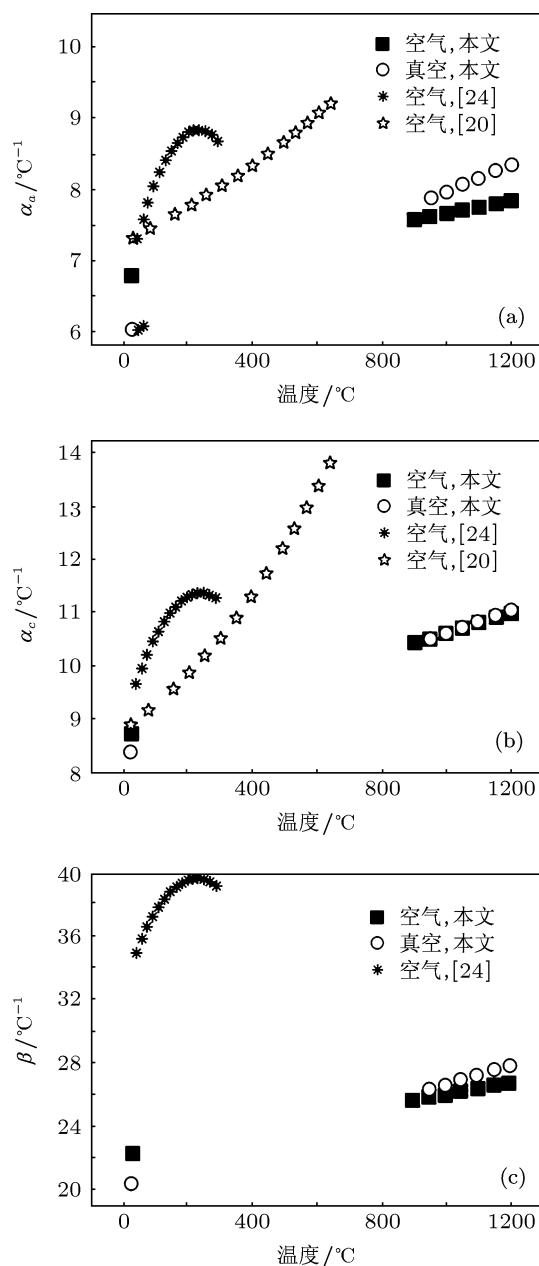 10
9
8
7
6
αa/℃⁻¹
空气,本文
真空,本文
空气,[24]
空气,[20]
(a)
0
400
800
1200
温度/℃
14
13
12
11
10
9
8
αc/℃⁻¹
空气,本文
真空,本文
空气,[24]
空气,[20]
(b)
0
400
800
1200
温度/℃
40
36
32
28
24
22
20
β/℃⁻¹
空气,本文
真空,本文
空气,[24]
(c)
0
400
800
1200
温度/℃